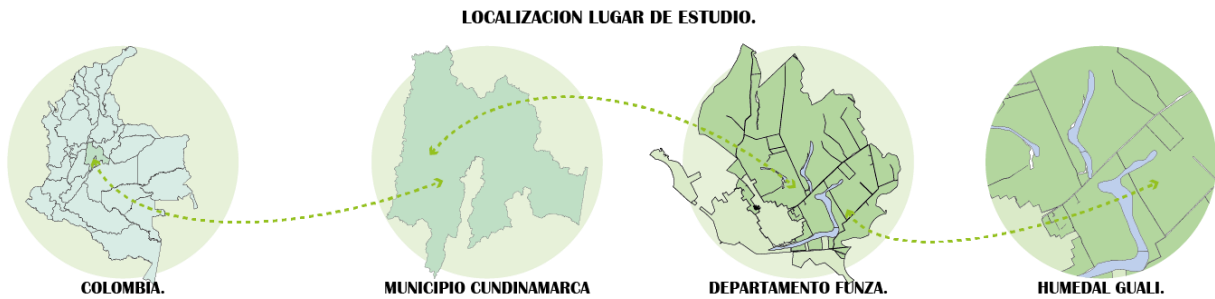 LOCALIZACION LUGAR DE ESTUDIO.
COLOMBIA.
MUNICIPIO CUNDINAMARCA
DEPARTAMENTO FUNZA.
HUMEDAL GUALI.